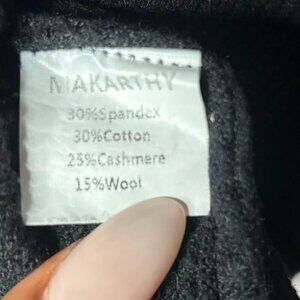 MAKARTHY
30%Spandex
30%Cotton
25%Cashmere
15%Wool